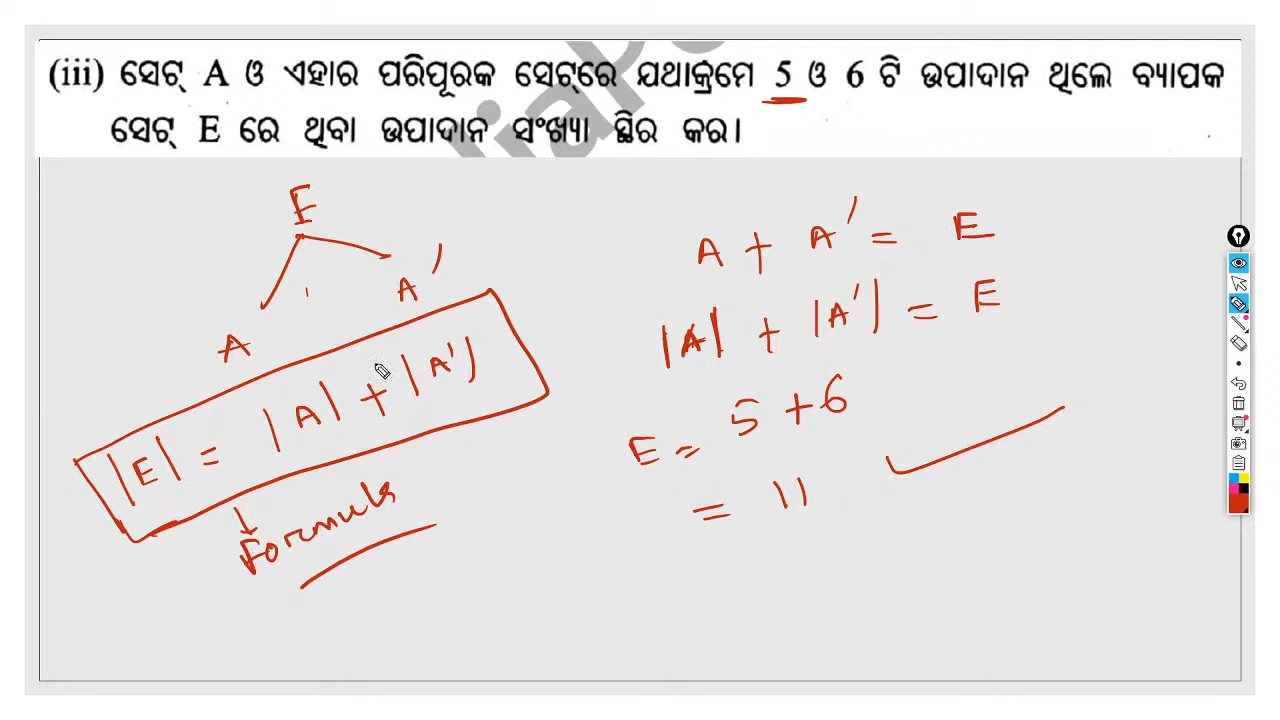 (iii) ସେଟ୍ A ଓ ଏହାର ପରିପୂରକ ସେଟ୍‌ରେ ଯଥାକ୍ରମେ 5 ଓ 6 ଟି ଉପାଦାନ ଥିଲେ ବ୍ୟାପକ
ସେଟ୍ E ରେ ଥିବା ଉପାଦାନ ସଂଖ୍ୟା ସ୍ଥିର କର।
E
A A'
|E| = |A| + |A'|
Formula
A + A' = E
|A| + |A'| = E
E = 5 + 6
= 11